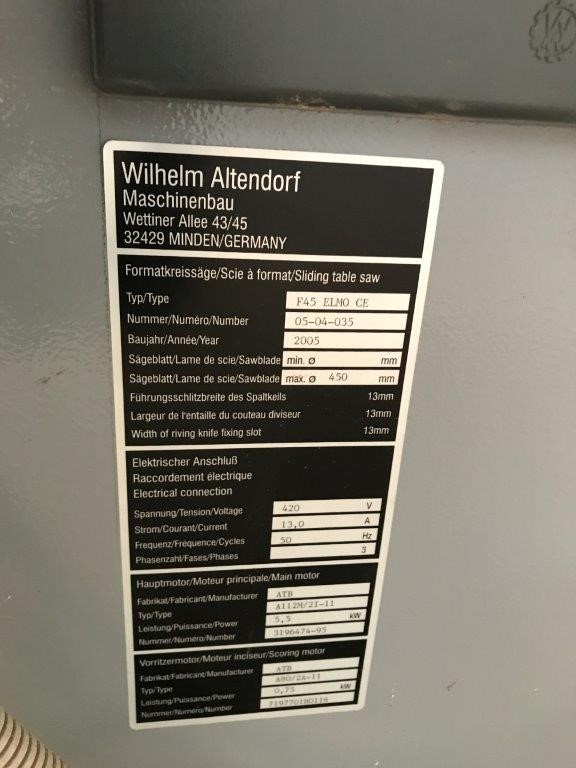 Wilhelm Altendorf
Maschinenbau
Wettiner Allee 43/45
32429 MINDEN/GERMANY
Formatkreissäge/Scie à format/Sliding table saw
Typ/Type F45 ELMO CE
Nummer/Numéro/Number 05-04-035
Baujahr/Année/Year 2005
Sägeblatt/Lame de scie/Sawblade min. ø mm
Sägeblatt/Lame de scie/Sawblade max. ø 450 mm
Führungsschlitzbreite des Spaltkeils 13mm
Largeur de l'entaille du couteau diviseur 13mm
Width of riving knife fixing slot 13mm
Elektrischer Anschluß
Raccordement électrique
Electrical connection
Spannung/Tension/Voltage 420 V
Strom/Courant/Current 13,0 A
Frequenz/Fréquence/Cycles 50 Hz
Phasenzahl/Fases/Phases 3
Hauptmotor/Moteur principale/Main motor
Fabrikat/Fabricant/Manufacturer ATB
Typ/Type A112M/2I-11
Leistung/Puissance/Power 5,5 kW
Nummer/Numéro/Number 3196474-95
Vorritzermotor/Moteur inciseur/Scoring motor
Fabrikat/Fabricant/Manufacturer ATB
Typ/Type A80/2A-11
Leistung/Puissance/Power 0,75 kW
Nummer/Numéro/Number 7197701H0116